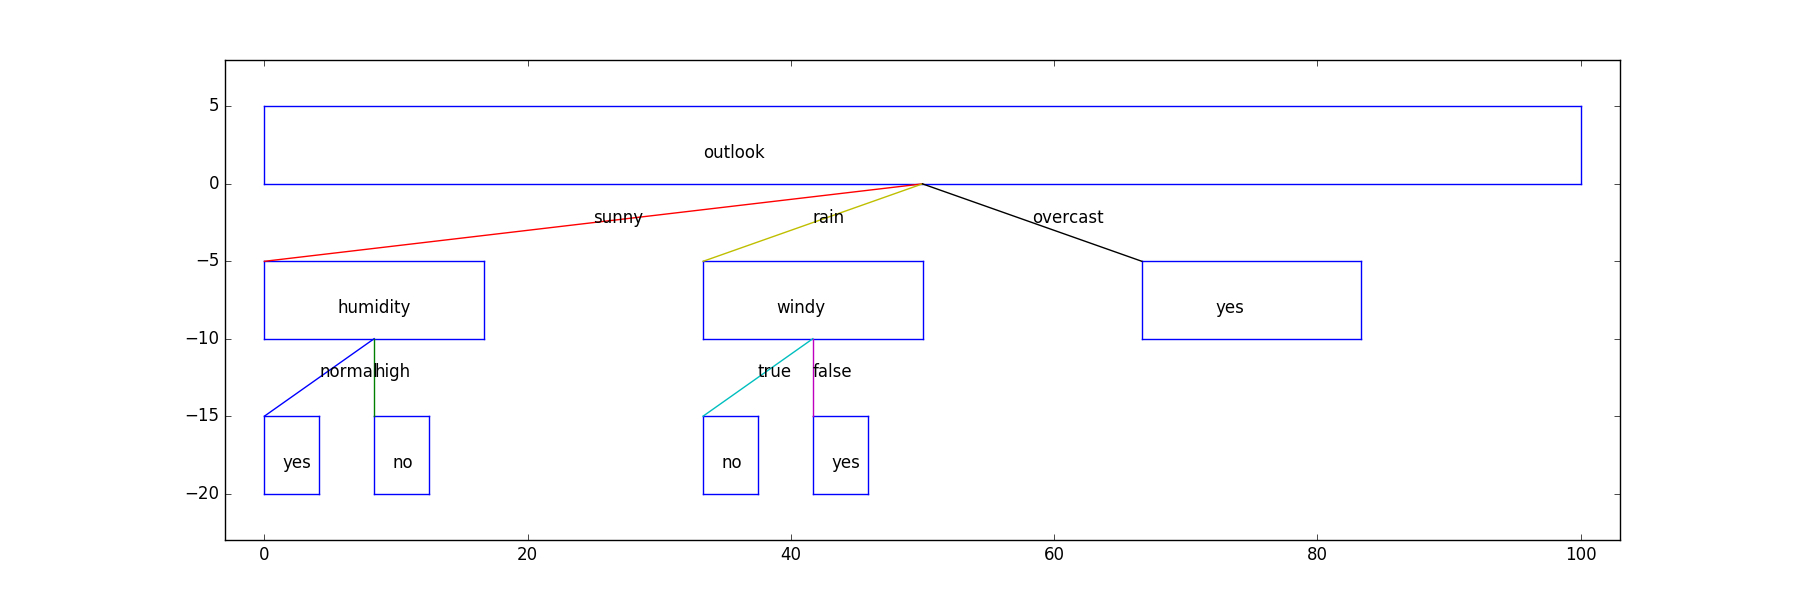 5
outlook
0
sunny rain overcast
−5
humidity windy yes
−10
normal high true false
−15
yes no no yes
−20
0 20 40 60 80 100